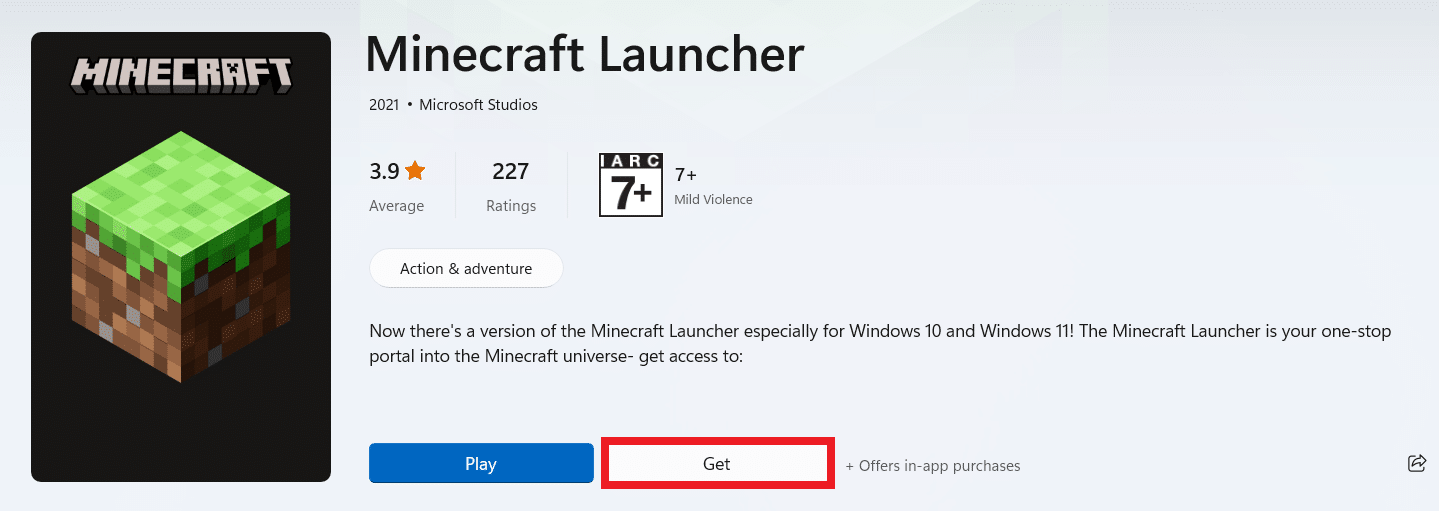 MINECRAFT
Minecraft Launcher
2021 • Microsoft Studios
3.9
Average
227
Ratings
IARC
7+
7+
Mild Violence
Action & adventure
Now there's a version of the Minecraft Launcher especially for Windows 10 and Windows 11! The Minecraft Launcher is your one-stop
portal into the Minecraft universe- get access to:
Play
Get
+ Offers in-app purchases